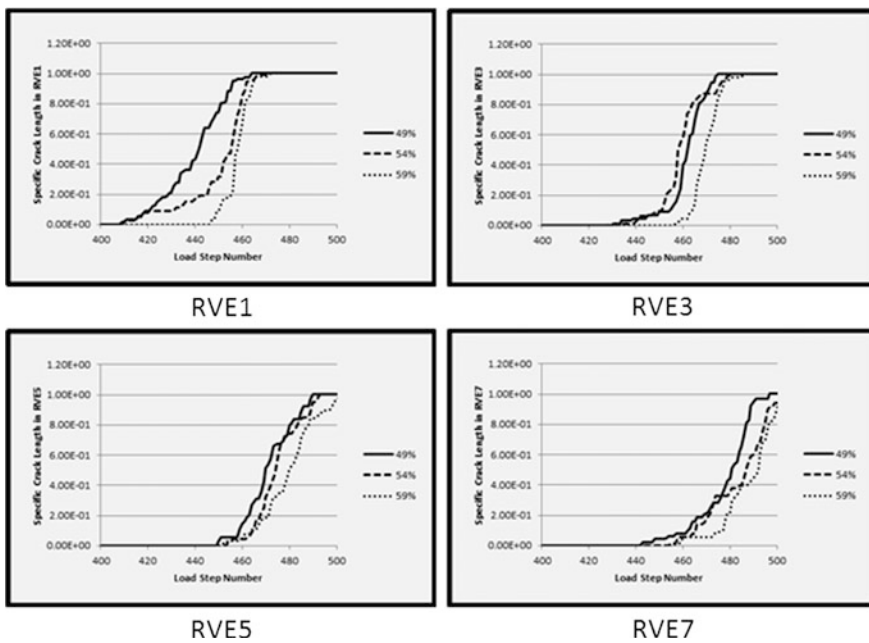 1.20E+00
1.00E+00
8.00E-01
6.00E-01
4.00E-01
2.00E-01
0.00E+00
Specific Crack Length in RVE1
400 420 440 460 480 500
Load Step Number
49%
54%
59%
RVE1
1.20E+00
1.00E+00
8.00E-01
6.00E-01
4.00E-01
2.00E-01
0.00E+00
Specific Crack Length in RVE3
400 420 440 460 480 500
Load Step Number
49%
54%
59%
RVE3
1.20E+00
1.00E+00
8.00E-01
6.00E-01
4.00E-01
2.00E-01
0.00E+00
Specific Crack Length in RVE5
400 420 440 460 480 500
Load Step Number
49%
54%
59%
RVE5
1.20E+00
1.00E+00
8.00E-01
6.00E-01
4.00E-01
2.00E-01
0.00E+00
Specific Crack Length in RVE7
400 420 440 460 480 500
Load Step Number
49%
54%
59%
RVE7